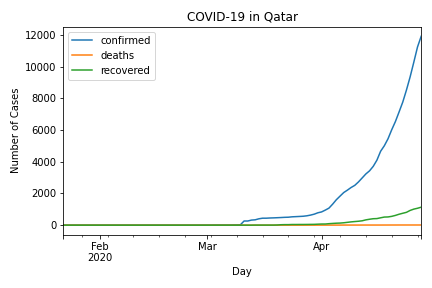 COVID-19 in Qatar
confirmed
deaths
recovered
12000
10000
8000
6000
4000
2000
0
Number of Cases
Feb
2020
Mar
Apr
Day